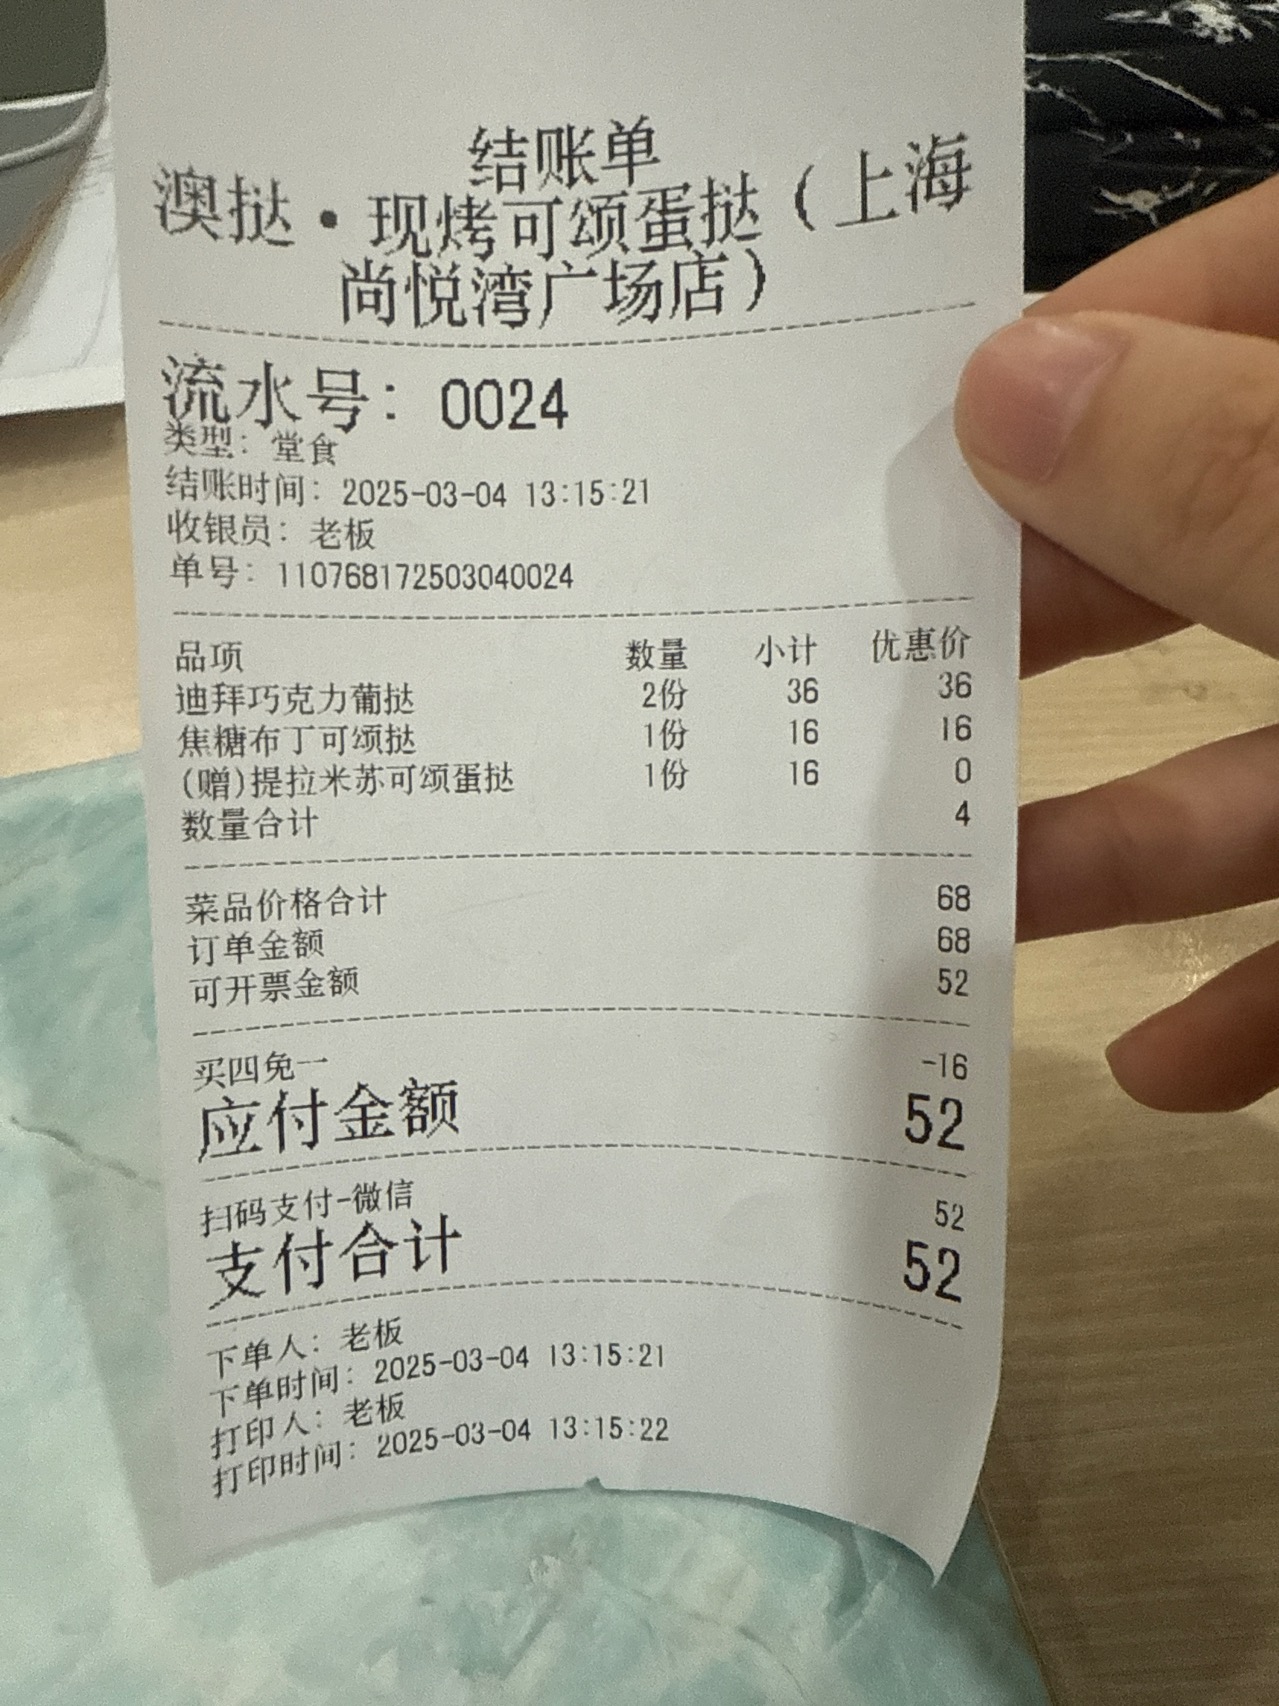 结账单
澳挞·现烤可颂蛋挞（上海
尚悦湾广场店）
流水号：0024
类型：堂食
结账时间：2025-03-04 13:15:21
收银员：老板
单号：110768172503040024
品项 数量 小计 优惠价
迪拜巧克力葡挞 2份 36 36
焦糖布丁可颂挞 1份 16 16
(赠)提拉米苏可颂蛋挞 1份 16 0
数量合计 4
菜品价格合计 68
订单金额 68
可开票金额 52
买四免一 -16
应付金额 52
扫码支付-微信 52
支付合计 52
下单人：老板
下单时间：2025-03-04 13:15:21
打印人：老板
打印时间：2025-03-04 13:15:22